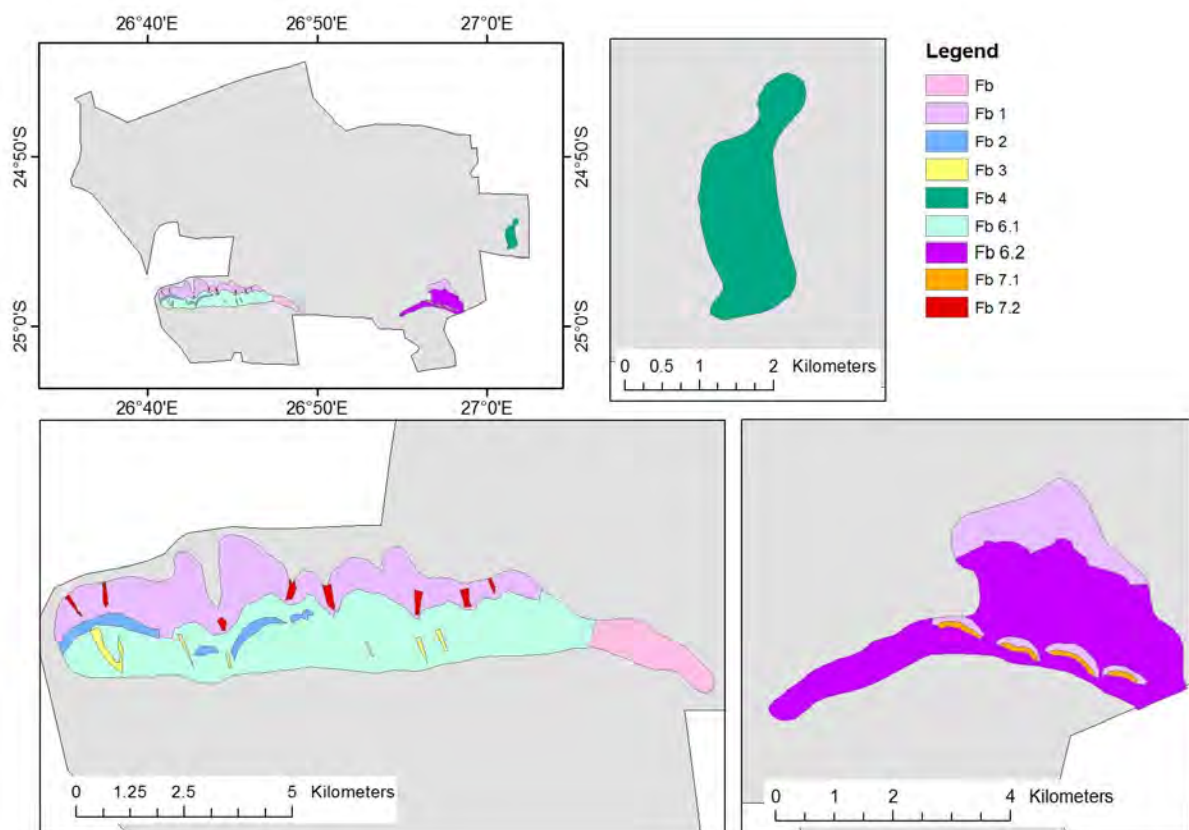 26°40'E 26°50'E 27°0'E
24°50'S
24°50'S
25°0'S
25°0'S
26°40'E 26°50'E 27°0'E
0 0.5 1 2 Kilometers
Legend
Fb
Fb 1
Fb 2
Fb 3
Fb 4
Fb 6.1
Fb 6.2
Fb 7.1
Fb 7.2
0 1.25 2.5 5 Kilometers
0 1 2 4 Kilometers